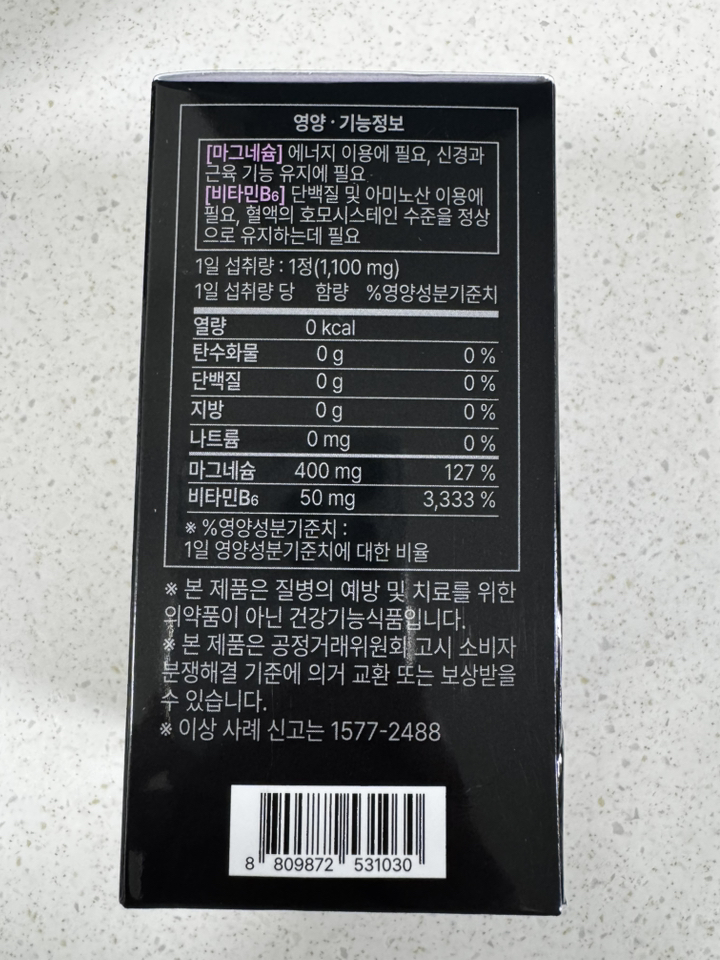 영양·기능정보
[마그네슘] 에너지 이용에 필요, 신경과
근육 기능 유지에 필요
[비타민B6] 단백질 및 아미노산 이용에
필요, 혈액의 호모시스테인 수준을 정상
으로 유지하는데 필요
1일 섭취량 : 1정(1,100 mg)
1일 섭취량 당 함량 %영양성분기준치
열량 0 kcal
탄수화물 0 g 0 %
단백질 0 g 0 %
지방 0 g 0 %
나트륨 0 mg 0 %
마그네슘 400 mg 127 %
비타민B6 50 mg 3,333 %
※ %영양성분기준치 :
1일 영양성분기준치에 대한 비율
※ 본 제품은 질병의 예방 및 치료를 위한
의약품이 아닌 건강기능식품입니다.
※ 본 제품은 공정거래위원회 고시 소비자
분쟁해결 기준에 의거 교환 또는 보상받을
수 있습니다.
※ 이상 사례 신고는 1577-2488
8 809872 531030